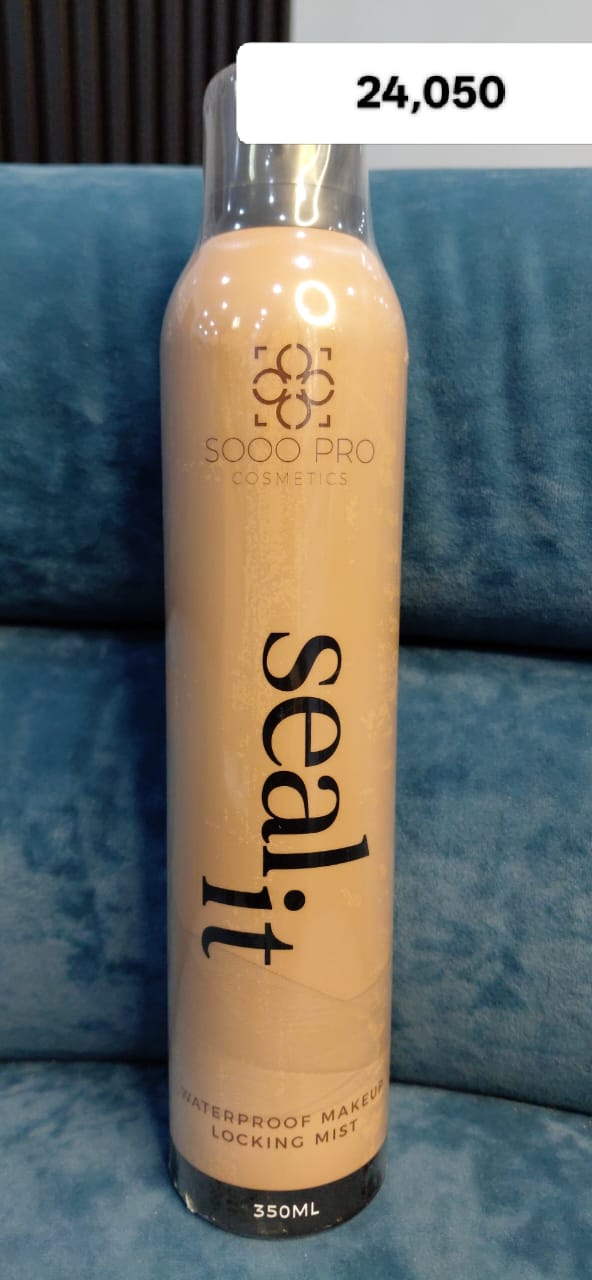 24,050
SOOO PRO
COSMETICS
seal
it
WATERPROOF MAKEUP
LOCKING MIST
350ML